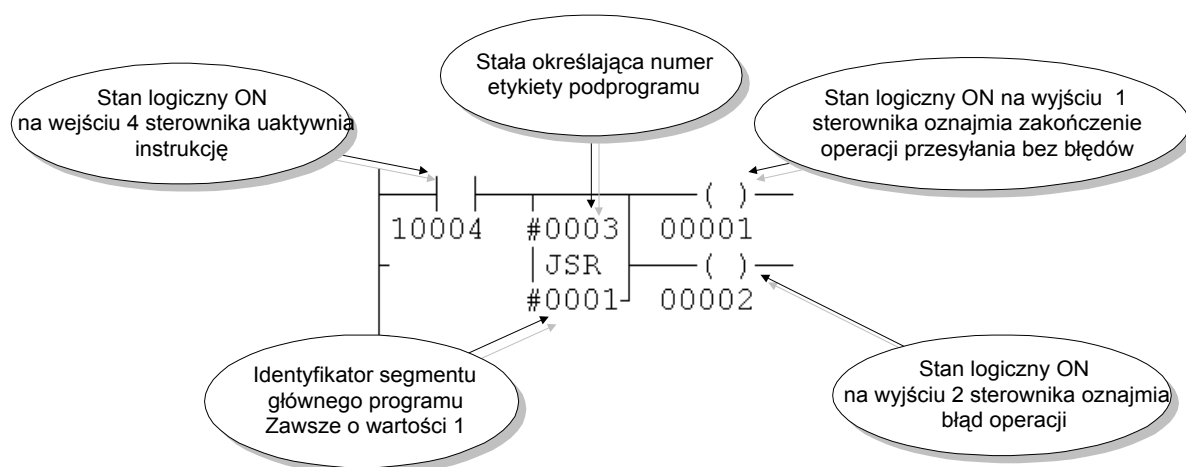 Stała określająca numer
etykiety podprogramu
Stan logiczny ON
na wejściu 4 sterownika uaktywnia
instrukcję
Stan logiczny ON na wyjściu 1
sterownika oznajmia zakończenie
operacji przesyłania bez błędów
( )
10004 #0003 00001
JSR ( )
#0001 00002
Identyfikator segmentu
głównego programu
Zawsze o wartości 1
Stan logiczny ON
na wyjściu 2 sterownika oznajmia
błąd operacji